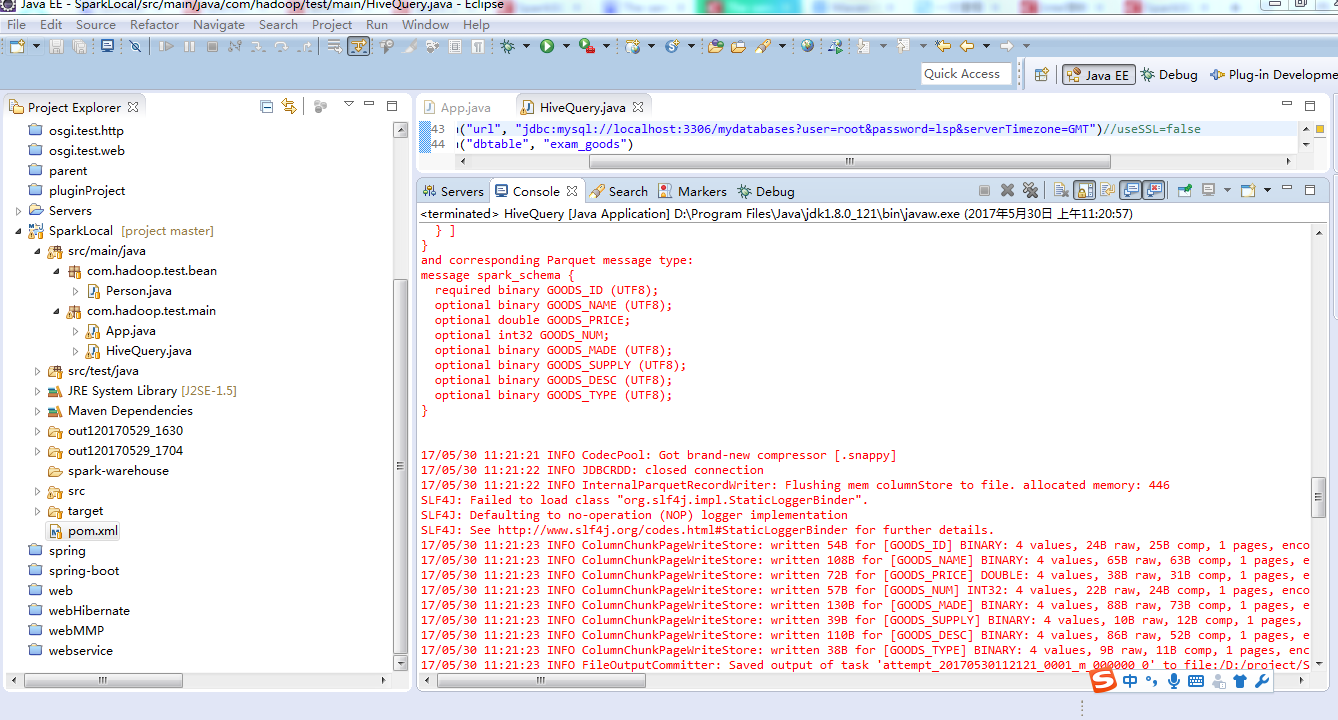 Java EE - SparkLocal/src/main/java/com/hadoop/test/main/HiveQuery.java - Eclipse
File Edit Source Refactor Navigate Search Project Run Window Help
Quick Access
Java EE
Debug
Plug-in Developme
Project Explorer
osgi.test.http
osgi.test.web
parent
pluginProject
Servers
SparkLocal [project master]
src/main/java
com.hadoop.test.bean
Person.java
com.hadoop.test.main
App.java
HiveQuery.java
src/test/java
JRE System Library [J2SE-1.5]
Maven Dependencies
out120170529_1630
out120170529_1704
spark-warehouse
src
target
pom.xml
spring
spring-boot
web
webHibernate
webMMP
webservice
App.java
HiveQuery.java
43 ı("url", "jdbc:mysql://localhost:3306/mydatabases?user=root&password=lsp&serverTimezone=GMT")//useSSL=false
44 ı("dbtable", "exam_goods")
Servers Console Search Markers Debug
<terminated> HiveQuery [Java Application] D:\Program Files\Java\jdk1.8.0_121\bin\javaw.exe (2017年5月30日 上午11:20:57)
} ]
}
and corresponding Parquet message type:
message spark_schema {
required binary GOODS_ID (UTF8);
optional binary GOODS_NAME (UTF8);
optional double GOODS_PRICE;
optional int32 GOODS_NUM;
optional binary GOODS_MADE (UTF8);
optional binary GOODS_SUPPLY (UTF8);
optional binary GOODS_DESC (UTF8);
optional binary GOODS_TYPE (UTF8);
}
17/05/30 11:21:21 INFO CodecPool: Got brand-new compressor [.snappy]
17/05/30 11:21:22 INFO JDBCRDD: closed connection
17/05/30 11:21:22 INFO InternalParquetRecordWriter: Flushing mem columnStore to file. allocated memory: 446
SLF4J: Failed to load class "org.slf4j.impl.StaticLoggerBinder".
SLF4J: Defaulting to no-operation (NOP) logger implementation
SLF4J: See http://www.slf4j.org/codes.html#StaticLoggerBinder for further details.
17/05/30 11:21:23 INFO ColumnChunkPageWriteStore: written 54B for [GOODS_ID] BINARY: 4 values, 24B raw, 25B comp, 1 pages, enco
17/05/30 11:21:23 INFO ColumnChunkPageWriteStore: written 108B for [GOODS_NAME] BINARY: 4 values, 65B raw, 63B comp, 1 pages, e
17/05/30 11:21:23 INFO ColumnChunkPageWriteStore: written 72B for [GOODS_PRICE] DOUBLE: 4 values, 38B raw, 31B comp, 1 pages, e
17/05/30 11:21:23 INFO ColumnChunkPageWriteStore: written 57B for [GOODS_NUM] INT32: 4 values, 22B raw, 24B comp, 1 pages, enco
17/05/30 11:21:23 INFO ColumnChunkPageWriteStore: written 130B for [GOODS_MADE] BINARY: 4 values, 88B raw, 73B comp, 1 pages, e
17/05/30 11:21:23 INFO ColumnChunkPageWriteStore: written 39B for [GOODS_SUPPLY] BINARY: 4 values, 10B raw, 12B comp, 1 pages,
17/05/30 11:21:23 INFO ColumnChunkPageWriteStore: written 110B for [GOODS_DESC] BINARY: 4 values, 86B raw, 52B comp, 1 pages, e
17/05/30 11:21:23 INFO ColumnChunkPageWriteStore: written 38B for [GOODS_TYPE] BINARY: 4 values, 9B raw, 11B comp, 1 pages, enc
17/05/30 11:21:23 INFO FileOutputCommitter: Saved output of task 'attempt_20170530112121_0001_m_000000_0' to file:/D:/project/S
中